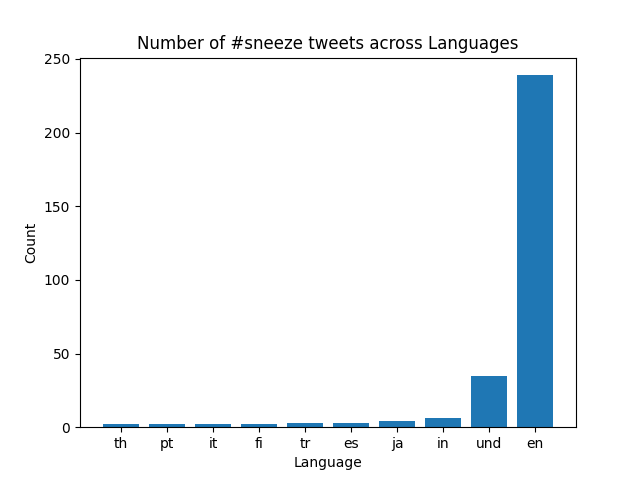 Number of #sneeze tweets across Languages
250
200
150
100
50
0
Count
th pt it fi tr es ja in und en
Language